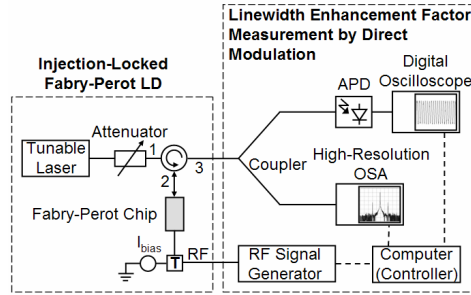 Linewidth Enhancement Factor
Measurement by Direct
Modulation
Injection-Locked
Fabry-Perot LD
Digital
Oscilloscope
APD
Attenuator
Tunable
Laser
1
3
2
Coupler
High-Resolution
OSA
Fabry-Perot Chip
Ibias
T
RF
RF Signal
Generator
Computer
(Controller)